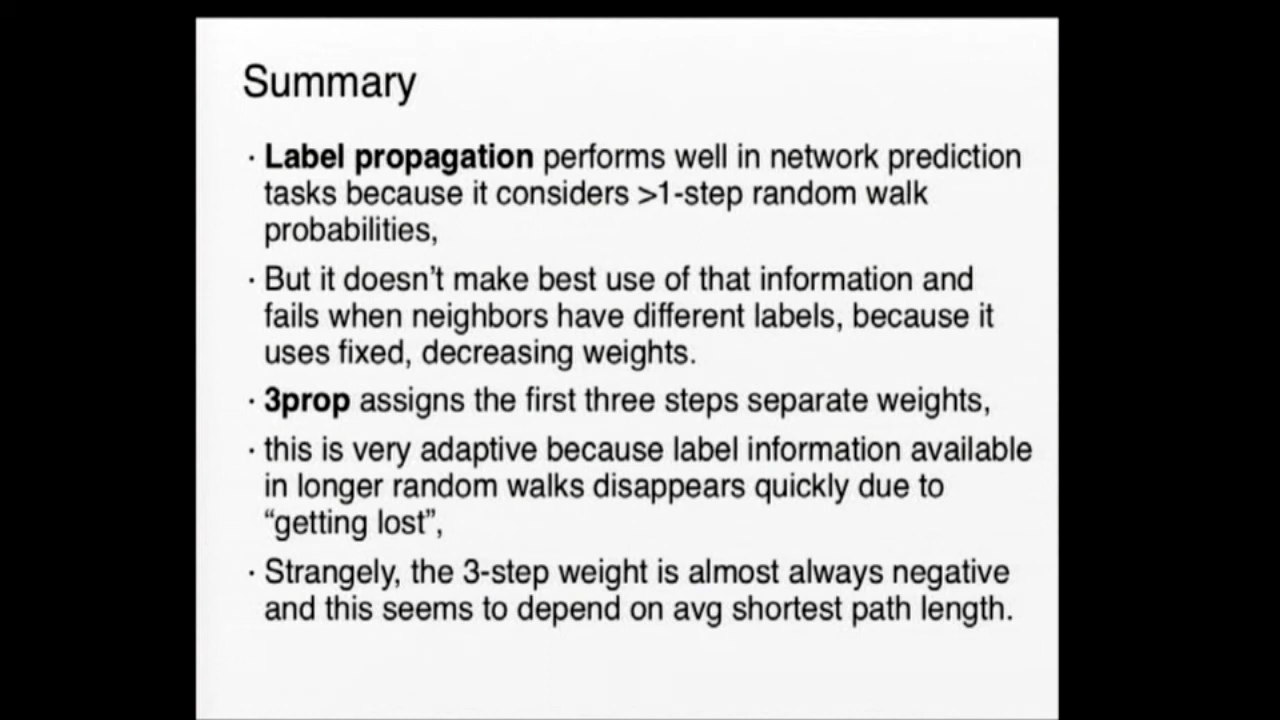 Summary
· Label propagation performs well in network prediction
tasks because it considers >1-step random walk
probabilities,
· But it doesn't make best use of that information and
fails when neighbors have different labels, because it
uses fixed, decreasing weights.
· 3prop assigns the first three steps separate weights,
· this is very adaptive because label information available
in longer random walks disappears quickly due to
“getting lost”,
· Strangely, the 3-step weight is almost always negative
and this seems to depend on avg shortest path length.